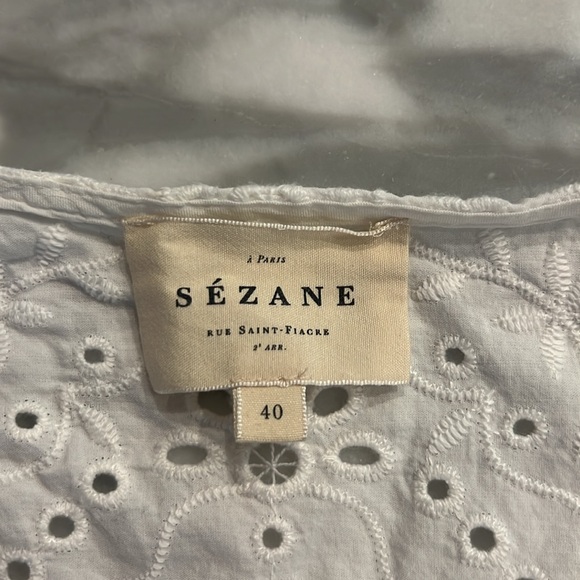 À PARIS
SÉZANE
RUE SAINT-FIACRE
2E ARR.
40